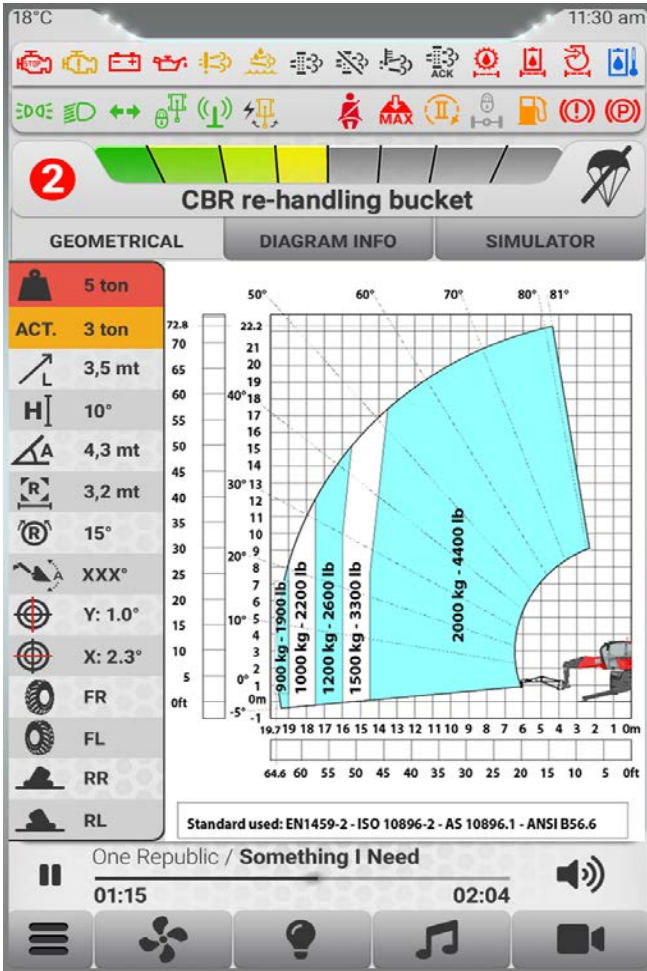 18°C 11:30 am
STOP
ACK
MAX II (!) (P)
2
CBR re-handling bucket
GEOMETRICAL DIAGRAM INFO SIMULATOR
5 ton
ACT. 3 ton
L 3,5 mt
H 10°
A 4,3 mt
R 3,2 mt
R 15°
A XXX°
Y: 1.0°
X: 2.3°
FR
FL
RR
RL
50° 60° 70° 80° 81°
40°
30°
20°
10°
0°
-5°
72.8
70
65
60
55
50
45
40
35
30
25
20
15
10
5
0ft
22.2
21
20
19
18
17
16
15
14
13
12
11
10
9
8
7
6
5
4
3
2
1
0m
-1
900 kg - 1900 lb
1000 kg - 2200 lb
1200 kg - 2600 lb
1500 kg - 3300 lb
2000 kg - 4400 lb
19.7 19 18 17 16 15 14 13 12 11 10 9 8 7 6 5 4 3 2 1 0m
64.6 60 55 50 45 40 35 30 25 20 15 10 5 0ft
Standard used: EN1459-2 - ISO 10896-2 - AS 10896.1 - ANSI B56.6
One Republic / Something I Need
01:15 02:04